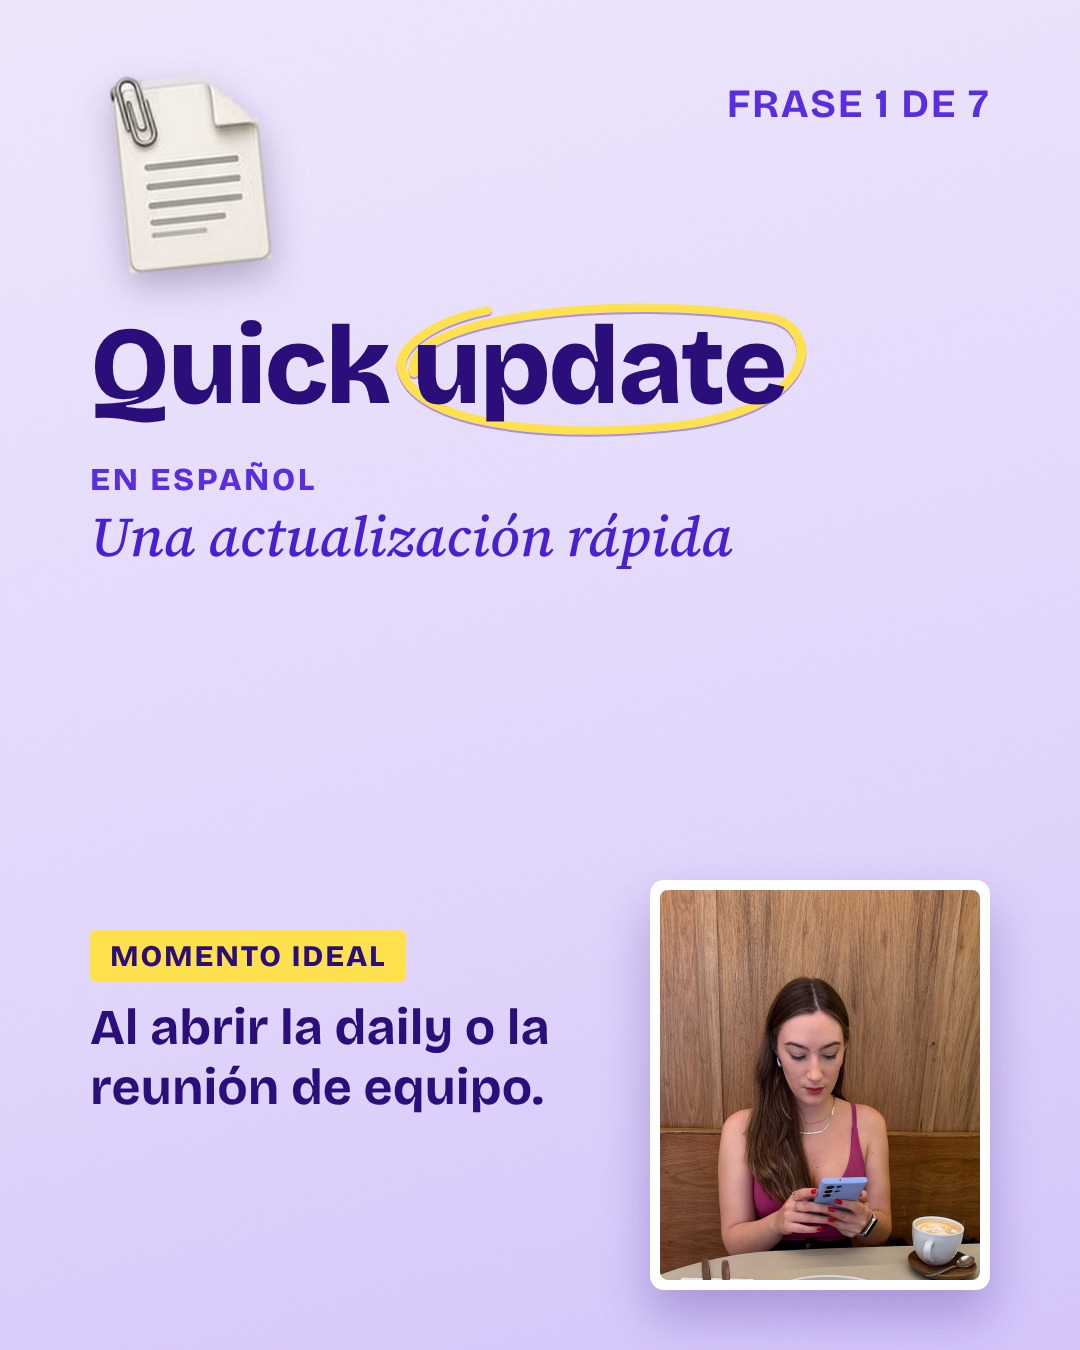 FRASE 1 DE 7
Quick update
EN ESPAÑOL
Una actualización rápida
MOMENTO IDEAL
Al abrir la daily o la
reunión de equipo.